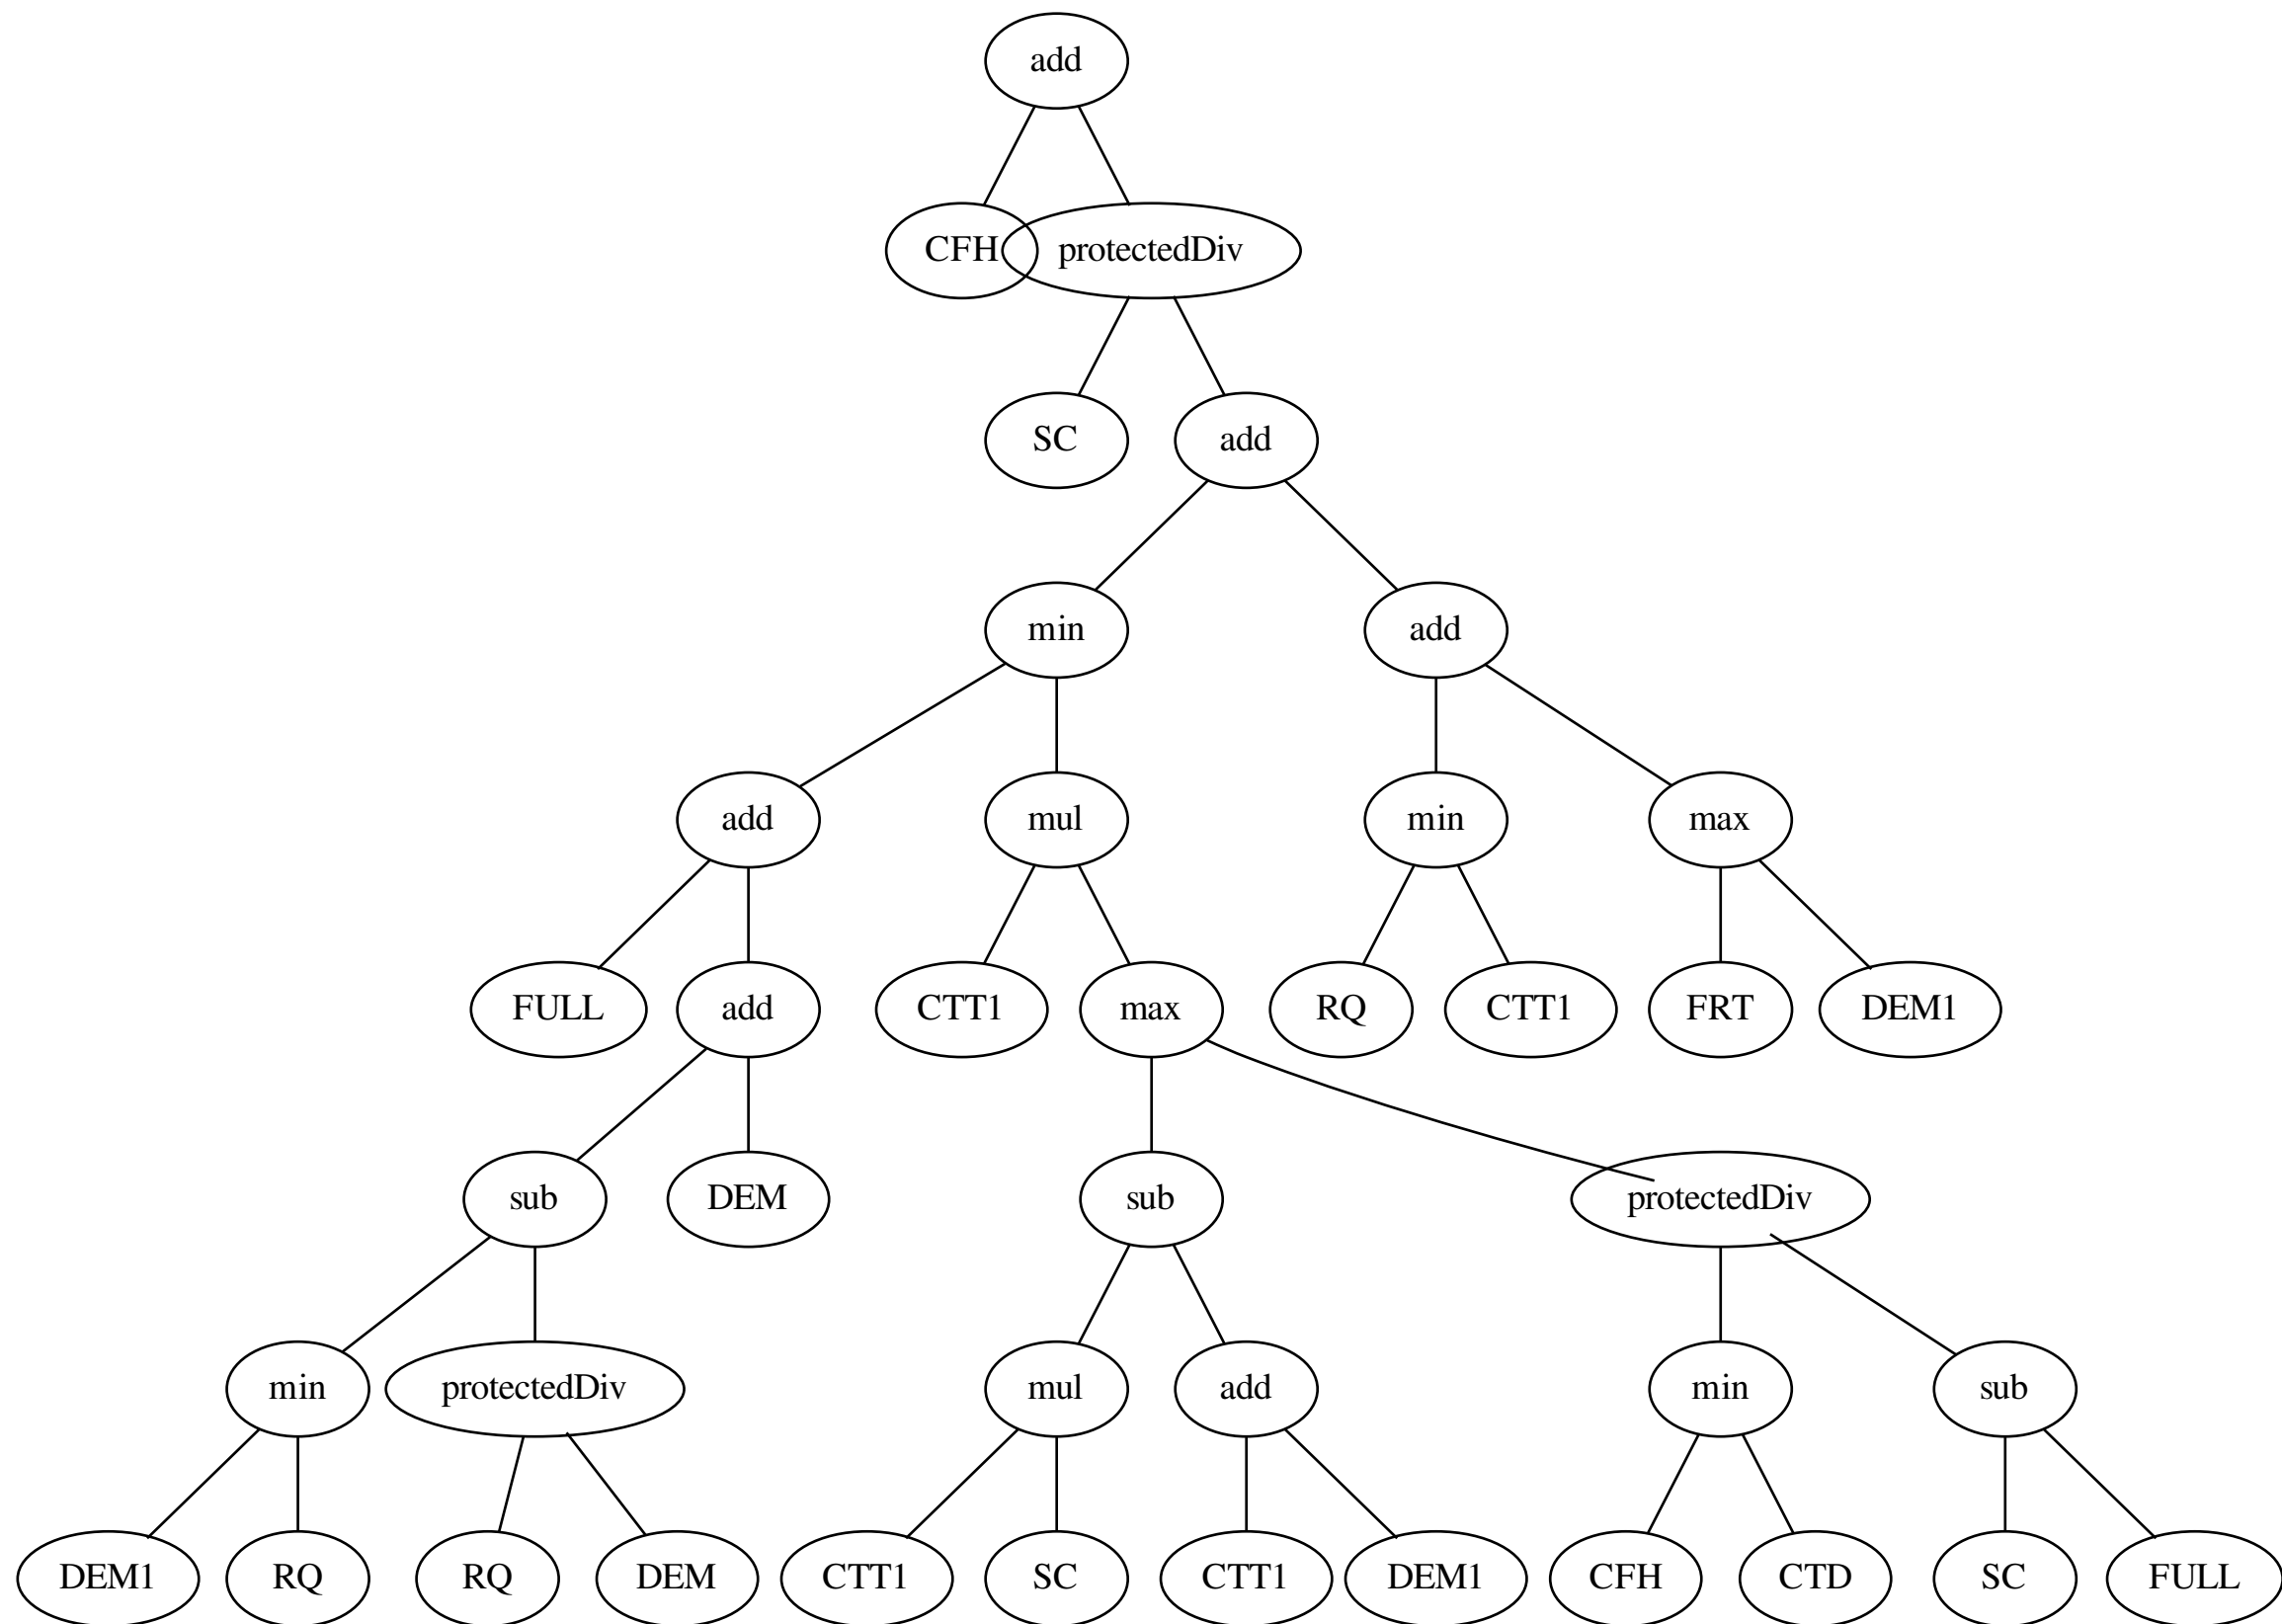 add
CFH protectedDiv
SC add
min add
add mul min max
FULL add CTT1 max RQ CTT1 FRT DEM1
sub DEM sub protectedDiv
min protectedDiv mul add min sub
DEM1 RQ RQ DEM CTT1 SC CTT1 DEM1 CFH CTD SC FULL